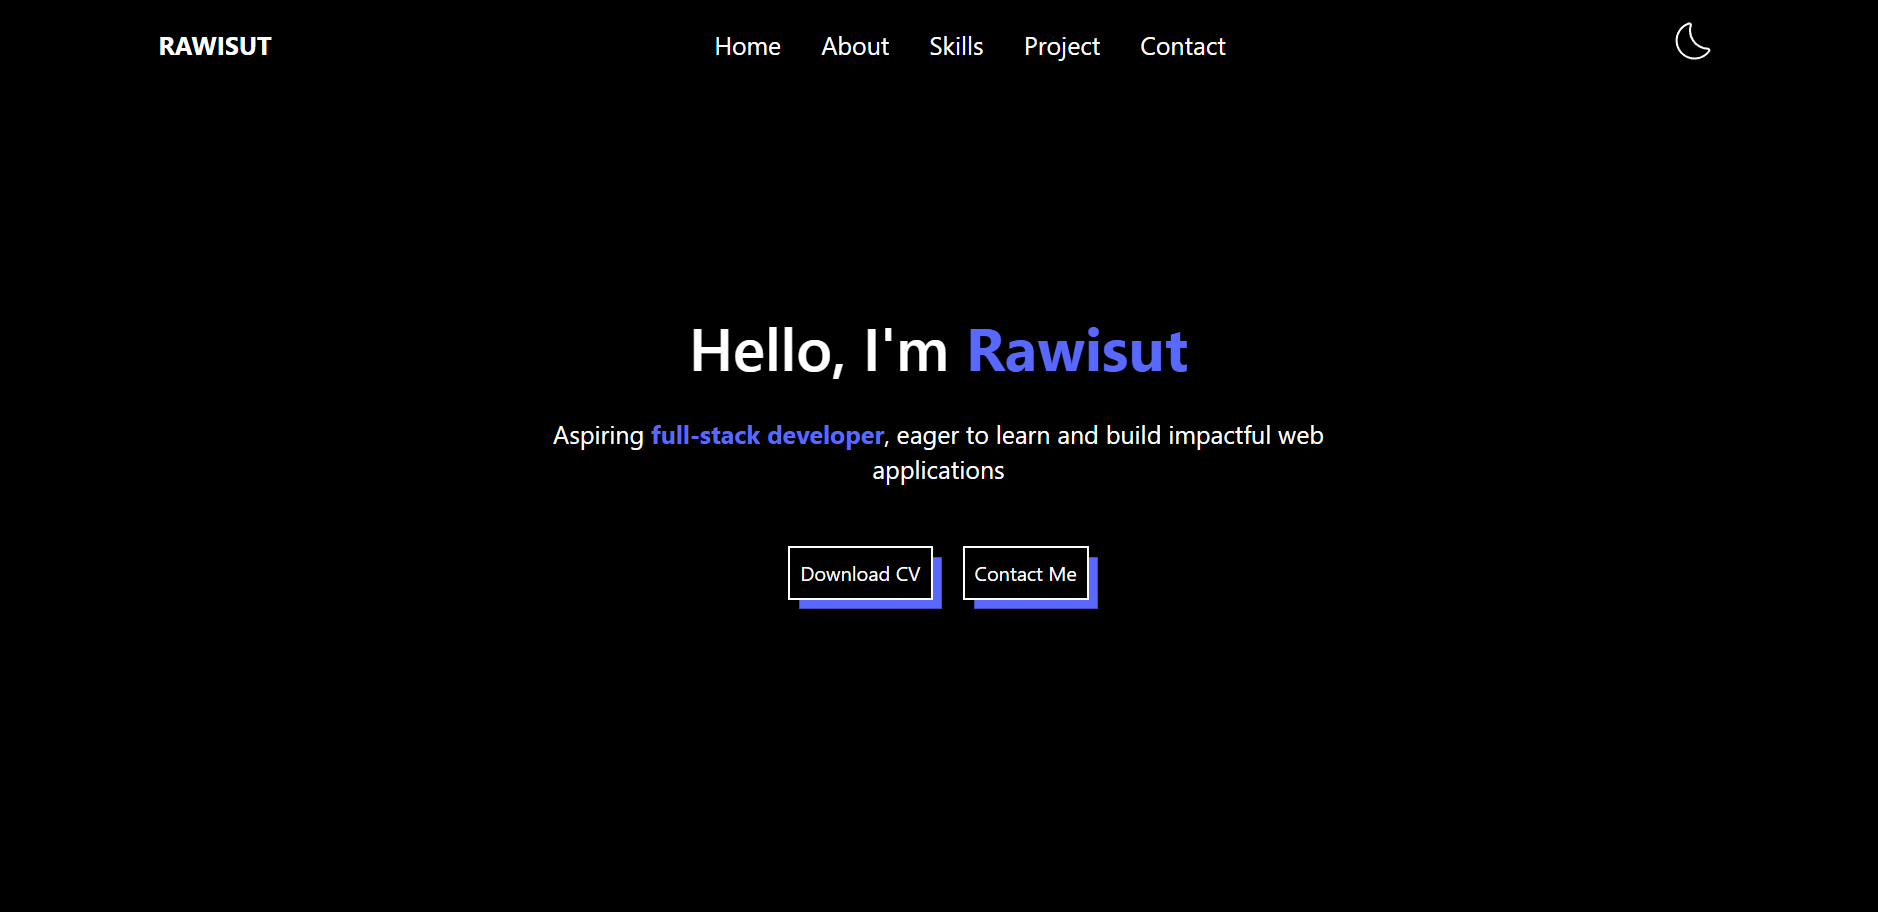 RAWISUT
Home About Skills Project Contact
Hello, I'm Rawisut
Aspiring full-stack developer, eager to learn and build impactful web
applications
Download CV Contact Me